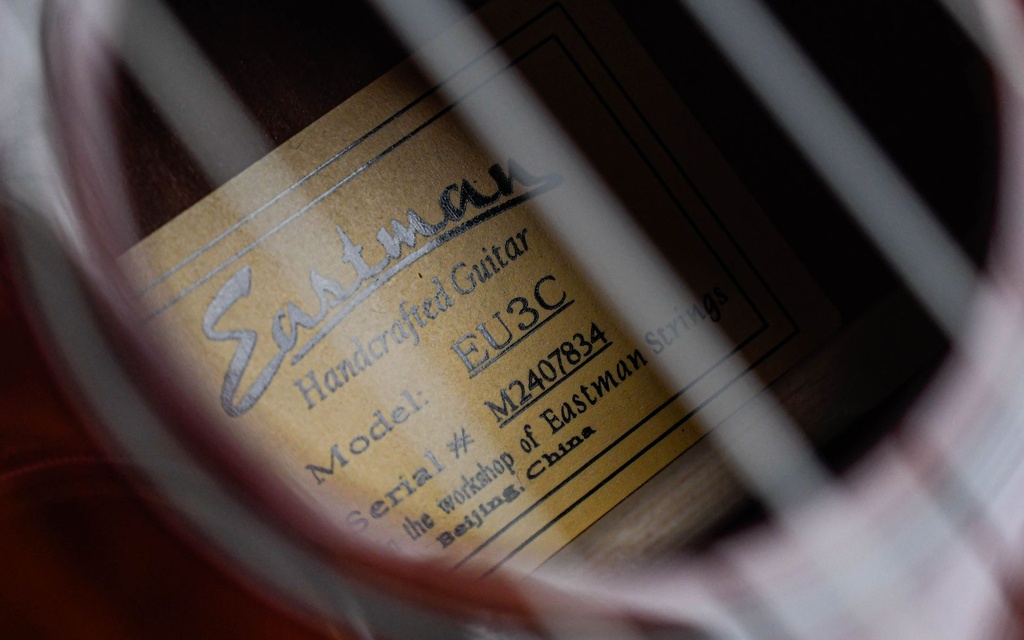 Eastman
Handcrafted Guitar
Model: EU3C
Serial # M2407834
the workshop of Eastman Strings
Beijing, China